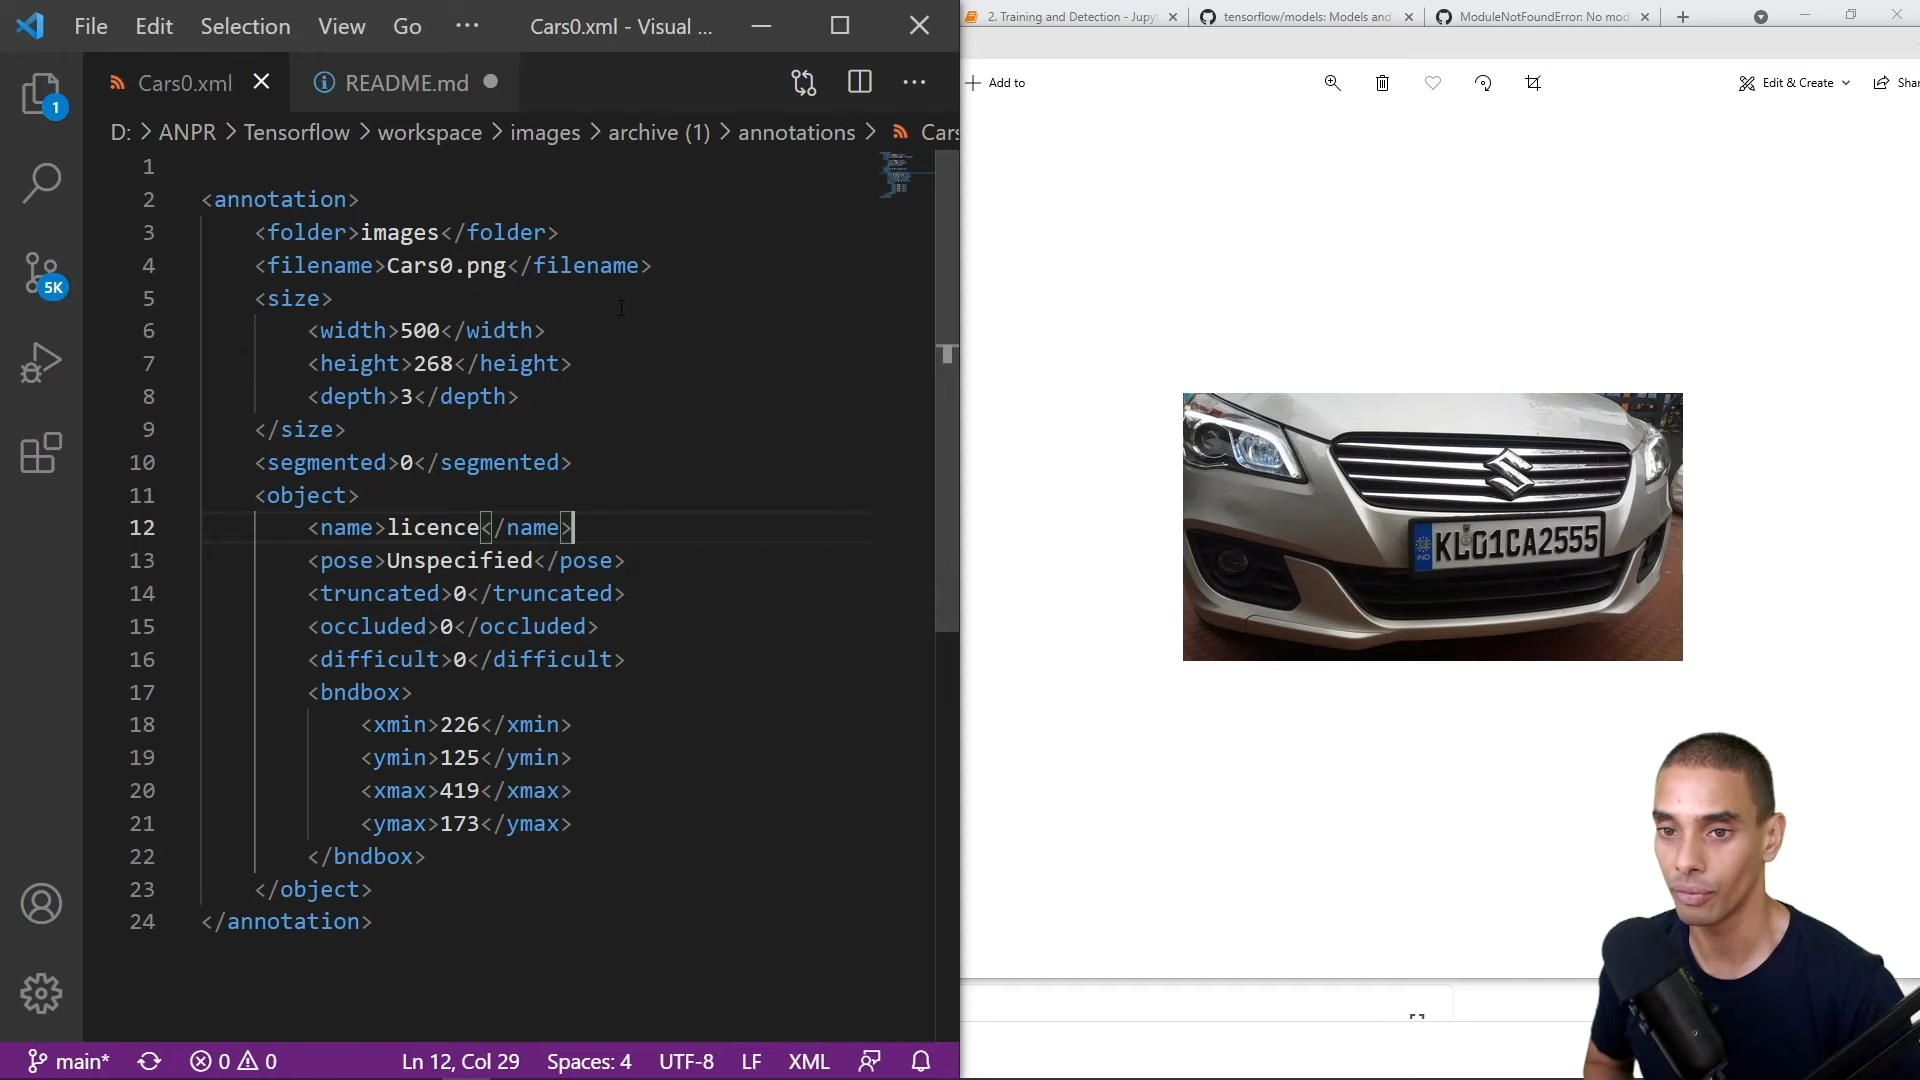 File Edit Selection View Go ··· Cars0.xml - Visual ...
2. Training and Detection - Jupyt
tensorflow/models: Models and
ModuleNotFoundError: No mod
Cars0.xml
README.md
Add to
Edit & Create
Shar
D: > ANPR > Tensorflow > workspace > images > archive (1) > annotations > Cars
1
2 <annotation>
3 <folder>images</folder>
4 <filename>Cars0.png</filename>
5 <size>
6 <width>500</width>
7 <height>268</height>
8 <depth>3</depth>
9 </size>
10 <segmented>0</segmented>
11 <object>
12 <name>licence</name>
13 <pose>Unspecified</pose>
14 <truncated>0</truncated>
15 <occluded>0</occluded>
16 <difficult>0</difficult>
17 <bndbox>
18 <xmin>226</xmin>
19 <ymin>125</ymin>
20 <xmax>419</xmax>
21 <ymax>173</ymax>
22 </bndbox>
23 </object>
24 </annotation>
1
5K
IND
KL01CA2555
main* 0 0 Ln 12, Col 29 Spaces: 4 UTF-8 LF XML